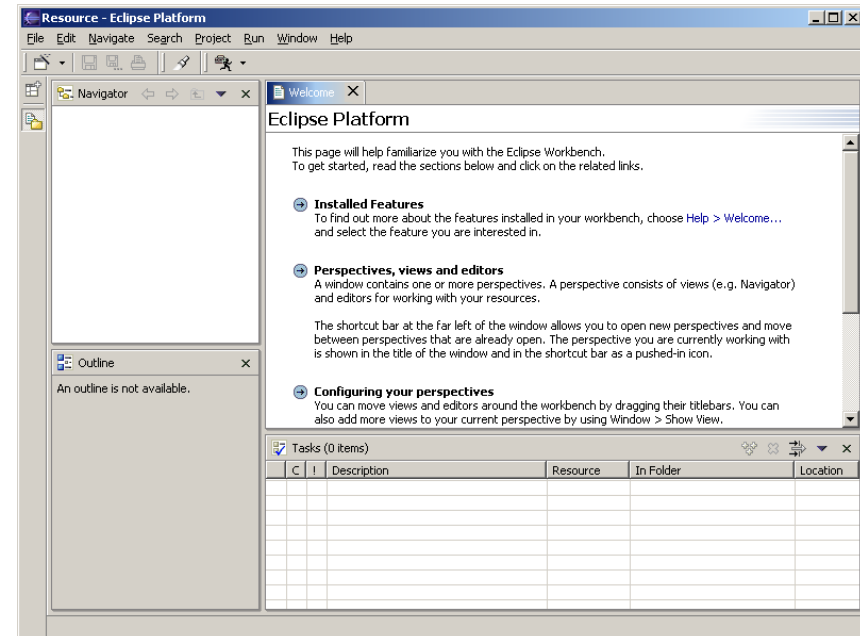 Resource - Eclipse Platform
File Edit Navigate Search Project Run Window Help
Navigator
Welcome
Eclipse Platform
This page will help familiarize you with the Eclipse Workbench.
To get started, read the sections below and click on the related links.
Installed Features
To find out more about the features installed in your workbench, choose Help > Welcome...
and select the feature you are interested in.
Perspectives, views and editors
A window contains one or more perspectives. A perspective consists of views (e.g. Navigator)
and editors for working with your resources.
The shortcut bar at the far left of the window allows you to open new perspectives and move
between perspectives that are already open. The perspective you are currently working with
is shown in the title of the window and in the shortcut bar as a pushed-in icon.
Configuring your perspectives
You can move views and editors around the workbench by dragging their titlebars. You can
also add more views to your current perspective by using Window > Show View.
Outline
An outline is not available.
Tasks (0 items)
C ! Description Resource In Folder Location